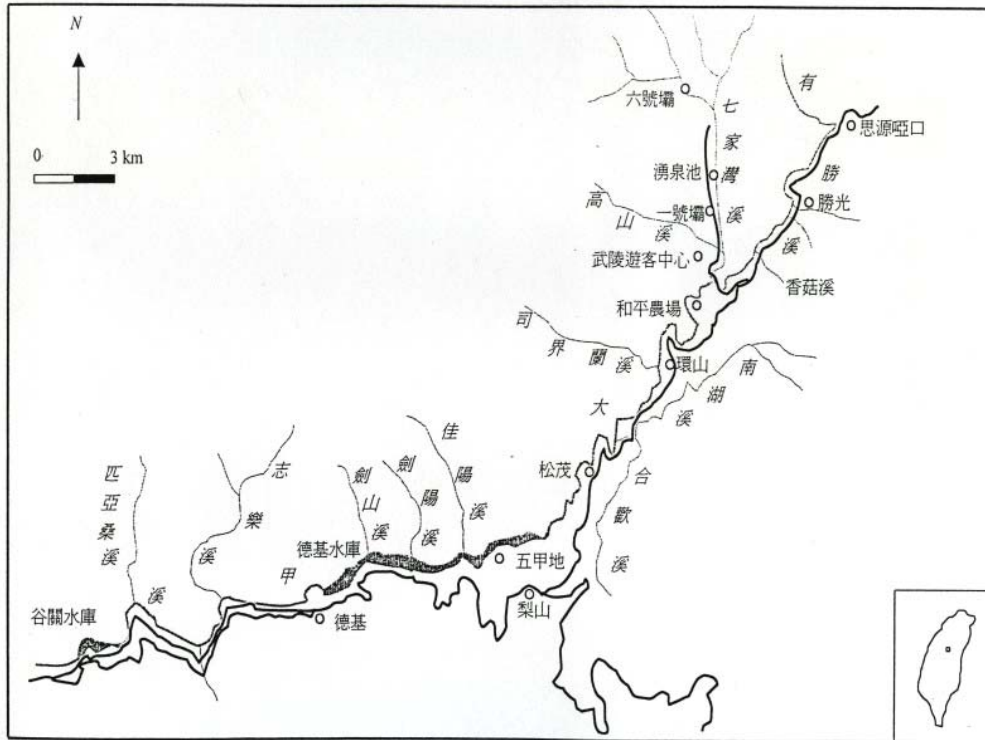 N
0 3 km
六號壩
七家灣溪
有勝溪
思源啞口
湧泉池
一號壩
高山溪
勝光
武陵遊客中心
香菇溪
和平農場
司界蘭溪
環山
南湖溪
大甲溪
合歡溪
松茂
佳陽溪
劍陽溪
劍山溪
志樂溪
匹亞桑溪
德基水庫
五甲地
梨山
德基
谷關水庫